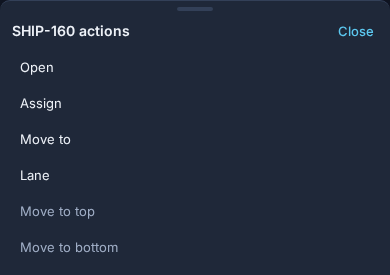 SHIP-160 actions
Close
Open
Assign
Move to
Lane
Move to top
Move to bottom